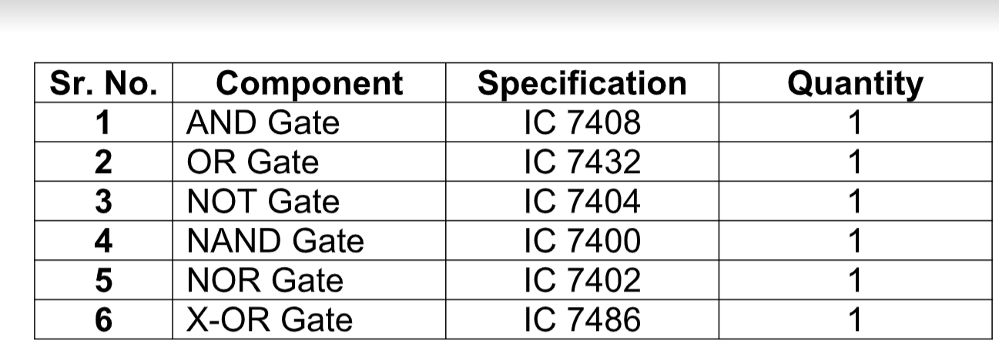 Sr. No. Component Specification Quantity
1 AND Gate IC 7408 1
2 OR Gate IC 7432 1
3 NOT Gate IC 7404 1
4 NAND Gate IC 7400 1
5 NOR Gate IC 7402 1
6 X-OR Gate IC 7486 1